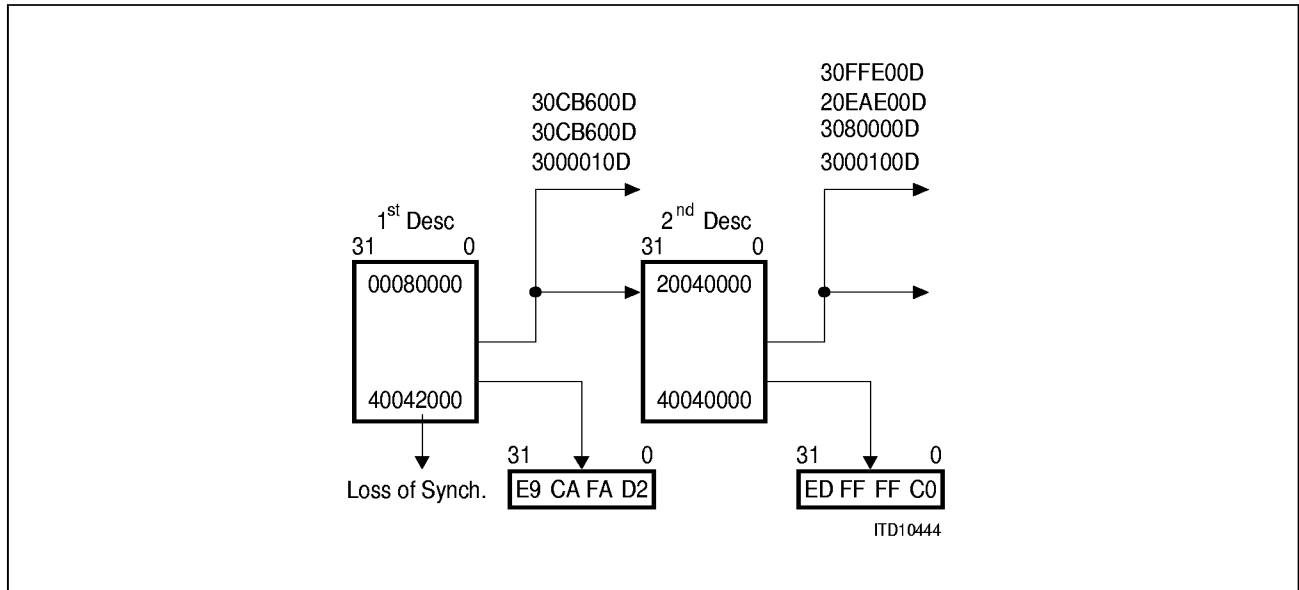 30FFE00D
20EAE00D
3080000D
3000100D
30CB600D
30CB600D
3000010D
1st Desc
31 0
00080000
40042000
2nd Desc
31 0
20040000
40040000
Loss of Synch.
31 0
E9 CA FA D2
31 0
ED FF FF C0
ITD10444